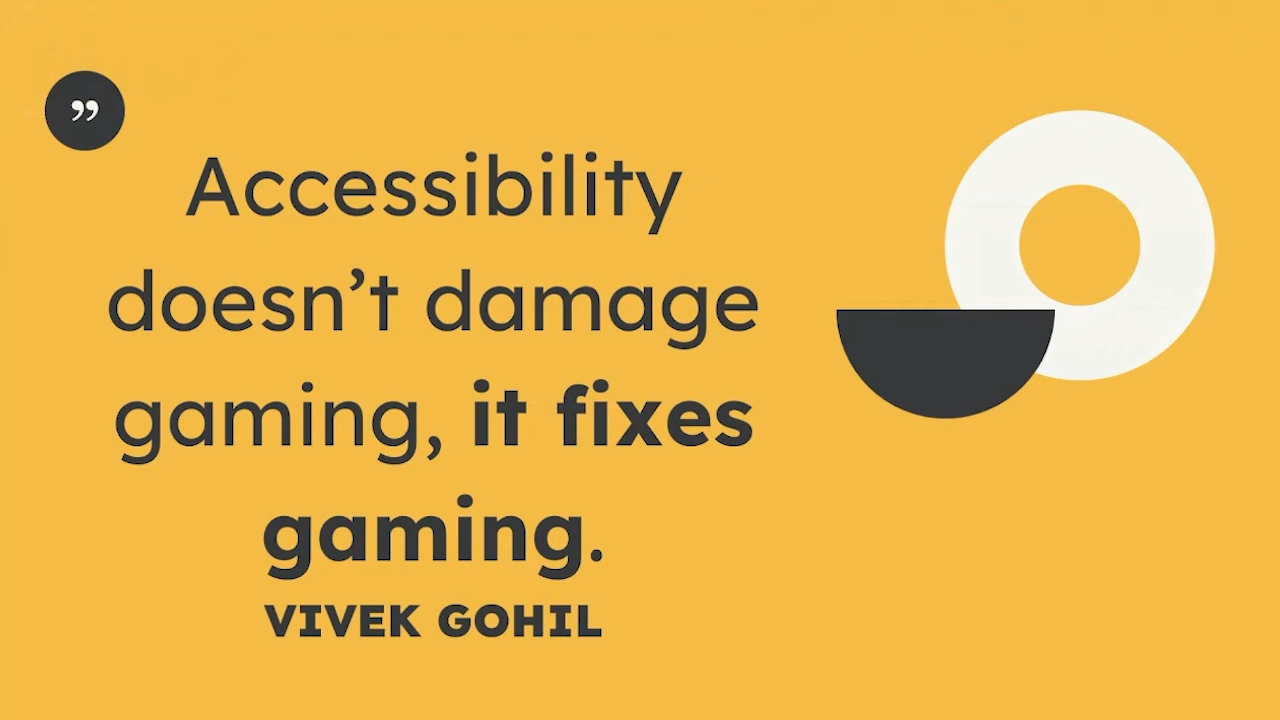 ”
Accessibility
doesn’t damage
gaming, it fixes
gaming.
VIVEK GOHIL